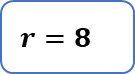 r = 8